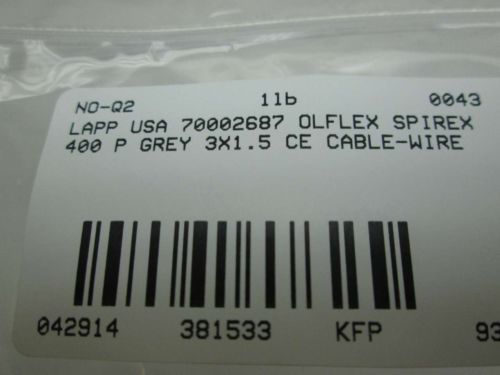 NO-Q2 1lb 0043
LAPP USA 70002687 OLFLEX SPIREX
400 P GREY 3X1.5 CE CABLE-WIRE
042914 381533 KFP 93